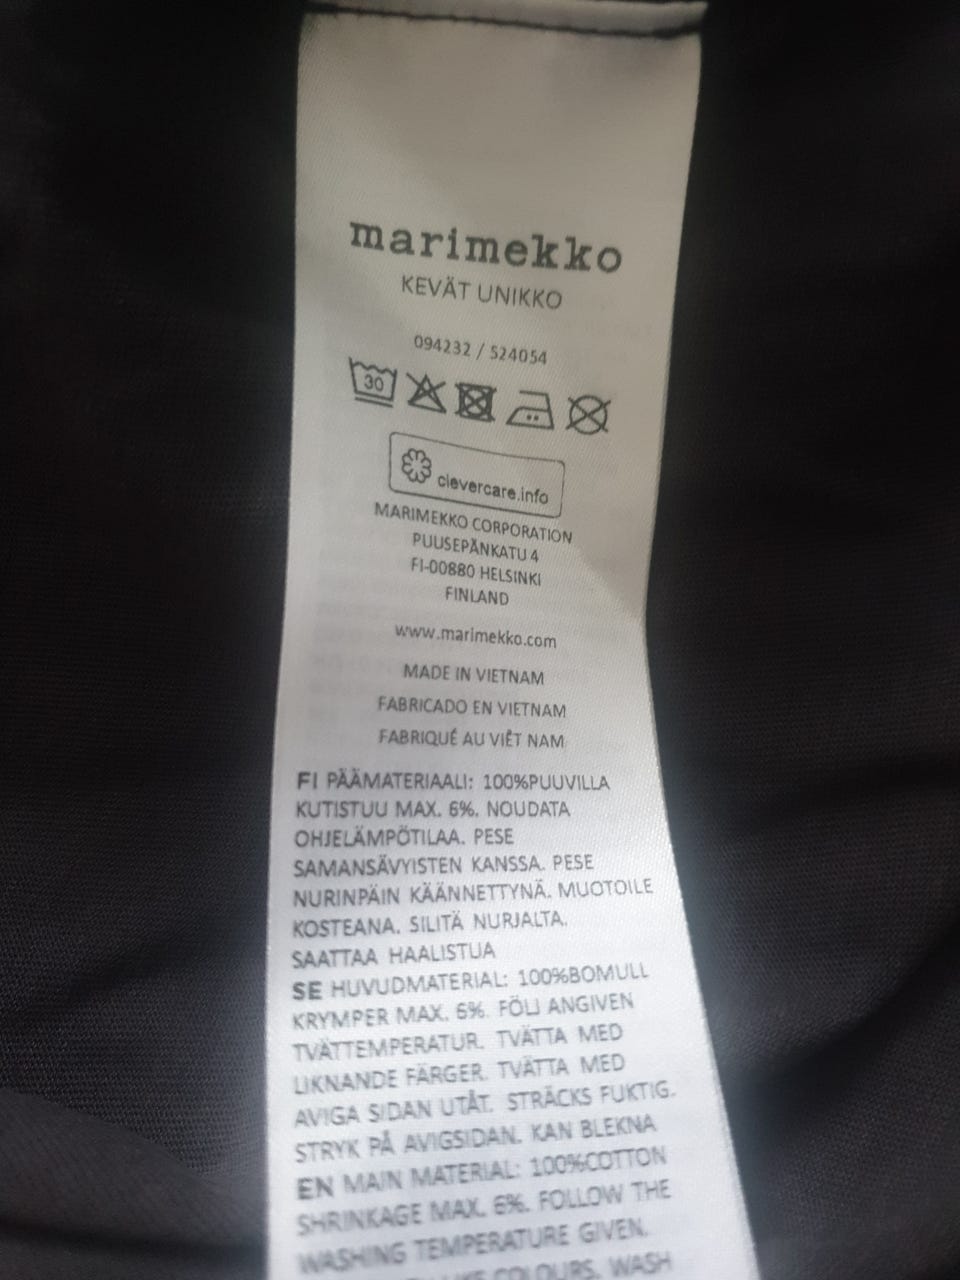 marimekko
KEVÄT UNIKKO
094232 / 524054
30
clevercare.info
MARIMEKKO CORPORATION
PUUSEPÄNKATU 4
FI-00880 HELSINKI
FINLAND
www.marimekko.com
MADE IN VIETNAM
FABRICADO EN VIETNAM
FABRIQUÉ AU VIÊT NAM
FI PÄÄMATERIAALI: 100%PUUVILLA
KUTISTUU MAX. 6%. NOUDATA
OHJELÄMPÖTILAA. PESE
SAMANSÄVYISTEN KANSSA. PESE
NURINPÄIN KÄÄNNETTYNÄ. MUOTOILE
KOSTEANA. SILITÄ NURJALTA.
SAATTAA HAALISTUA
SE HUVUDMATERIAL: 100%BOMULL
KRYMPER MAX. 6%. FÖLJ ANGIVEN
TVÄTTEMPERATUR. TVÄTTA MED
LIKNANDE FÄRGER. TVÄTTA MED
AVIGA SIDAN UTÅT. STRÄCKS FUKTIG.
STRYK PÅ AVIGSIDAN. KAN BLEKNA
EN MAIN MATERIAL: 100%COTTON
SHRINKAGE MAX. 6%. FOLLOW THE
WASHING TEMPERATURE GIVEN.
LIKE COLOURS. WASH